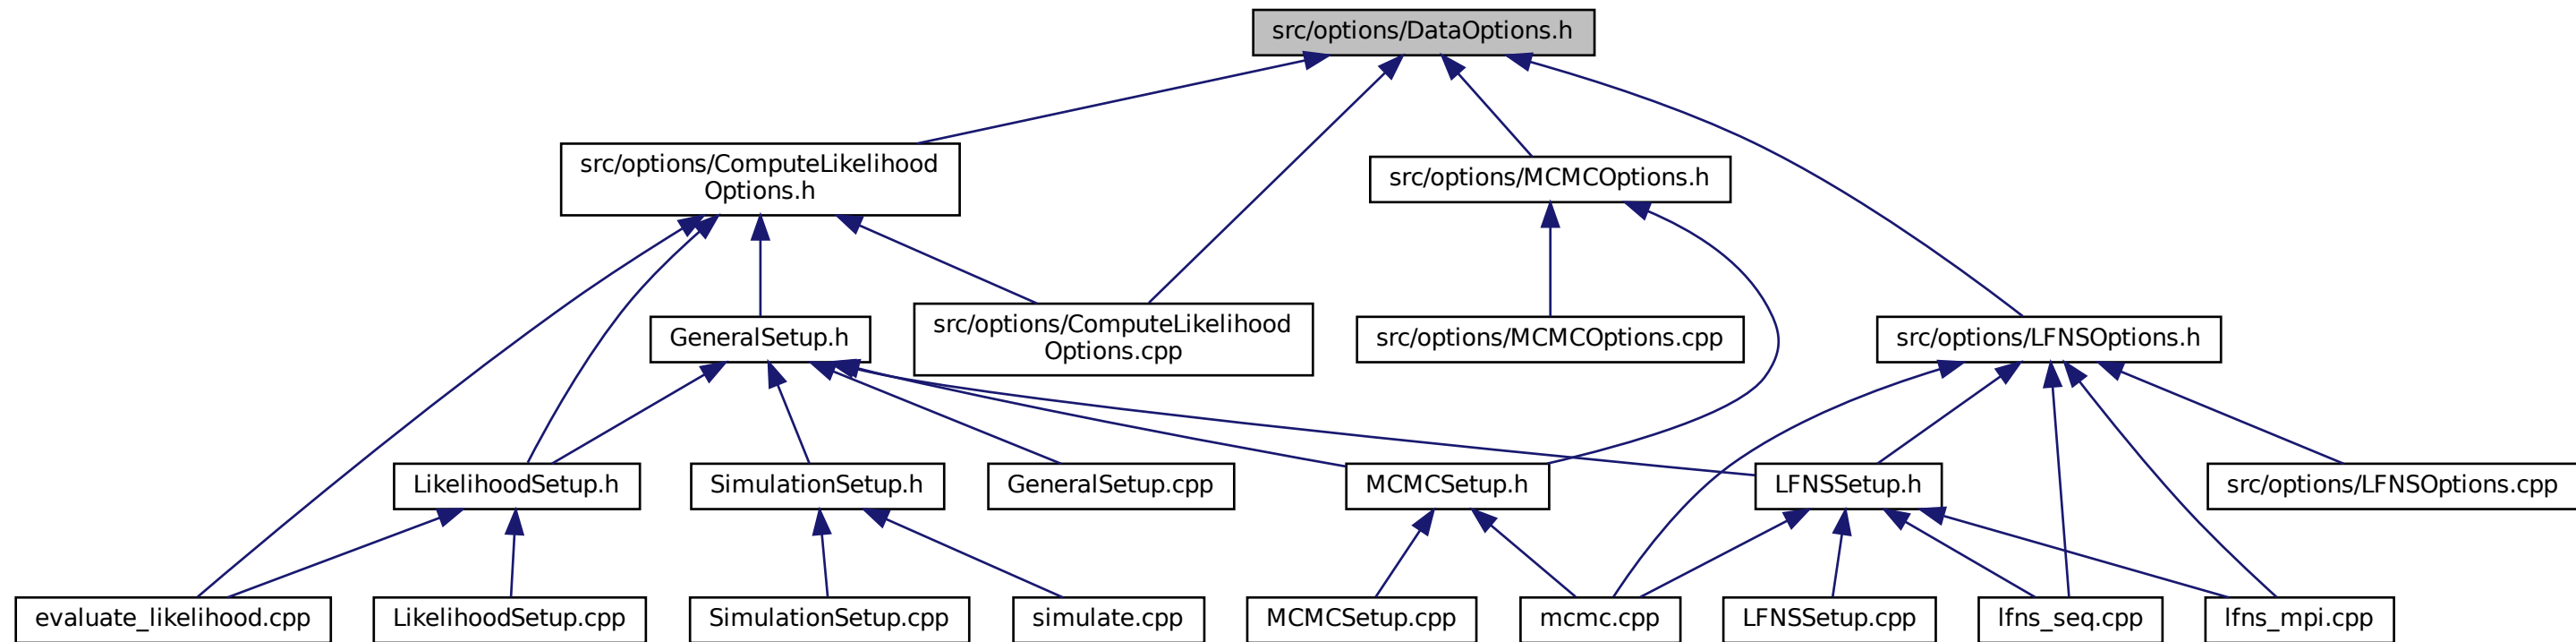 src/options/DataOptions.h
src/options/ComputeLikelihood
Options.h
src/options/MCMCOptions.h
GeneralSetup.h
src/options/ComputeLikelihood
Options.cpp
src/options/MCMCOptions.cpp
src/options/LFNSOptions.h
LikelihoodSetup.h
SimulationSetup.h
GeneralSetup.cpp
MCMCSetup.h
LFNSSetup.h
src/options/LFNSOptions.cpp
evaluate_likelihood.cpp
LikelihoodSetup.cpp
SimulationSetup.cpp
simulate.cpp
MCMCSetup.cpp
mcmc.cpp
LFNSSetup.cpp
lfns_seq.cpp
lfns_mpi.cpp